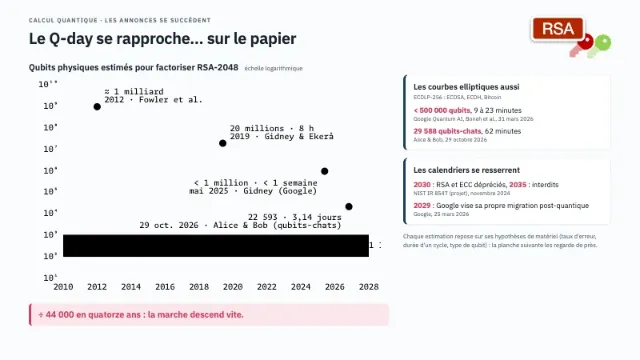 CALCUL QUANTIQUE · LES ANNONCES SE SUCCÈDENT
Le Q-day se rapproche... sur le papier
RSA
Qubits physiques estimés pour factoriser RSA-2048 échelle logarithmique
≈ 1 milliard
2012 · Fowler et al.
20 millions · 8 h
2019 · Gidney & Ekerå
< 1 million · < 1 semaine
mai 2025 · Gidney (Google)
22 593 · 3,14 jours
29 oct. 2026 · Alice & Bob (qubits-chats)
2010 2012 2014 2016 2018 2020 2022 2024 2026 2028
÷ 44 000 en quatorze ans : la marche descend vite.
Les courbes elliptiques aussi
ECDLP-256 : ECDSA, ECDH, Bitcoin
< 500 000 qubits, 9 à 23 minutes
Google Quantum AI, Boneh et al., 31 mars 2026
29 588 qubits-chats, 62 minutes
Alice & Bob, 29 octobre 2026
Les calendriers se resserrent
2030 : RSA et ECC dépréciés, 2035 : interdits
NIST IR 8547 (projet), novembre 2024
2029 : Google vise sa propre migration post-quantique
Google, 25 mars 2026
Chaque estimation repose sur ses hypothèses de matériel (taux d'erreur,
durée d'un cycle, type de qubit) : la planche suivante les regarde de près.